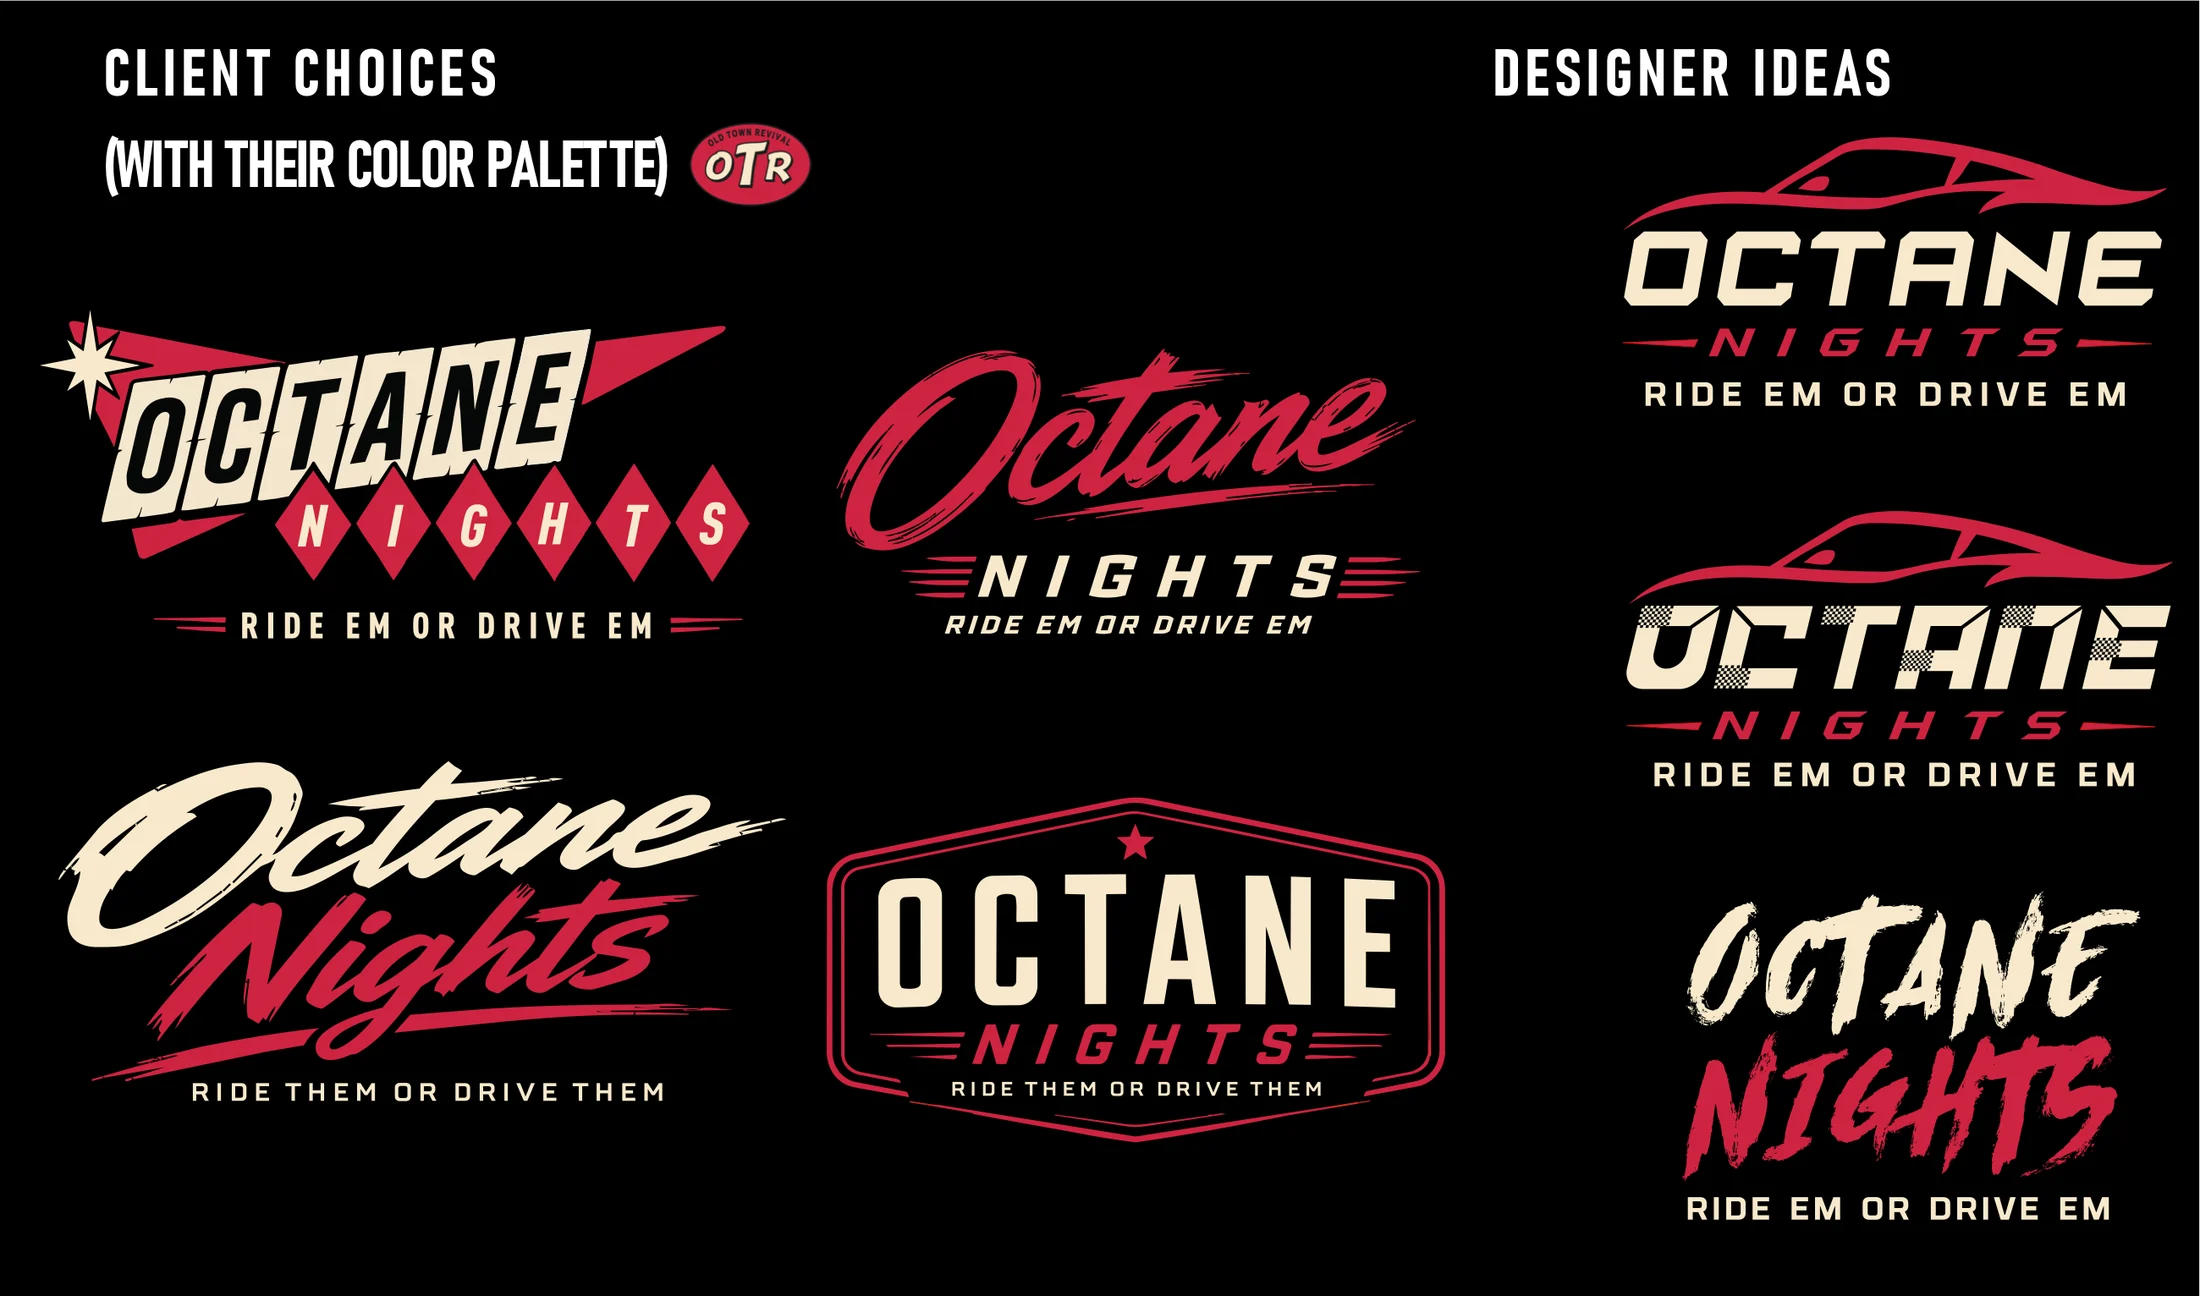 CLIENT CHOICES
(WITH THEIR COLOR PALETTE)
OLD TOWN REVIVAL
OTR
OCTANE
NIGHTS
RIDE EM OR DRIVE EM
Octane
NIGHTS
RIDE EM OR DRIVE EM
Octane
Nights
RIDE THEM OR DRIVE THEM
OCTANE
NIGHTS
RIDE THEM OR DRIVE THEM
DESIGNER IDEAS
OCTANE
NIGHTS
RIDE EM OR DRIVE EM
OCTANE
NIGHTS
RIDE EM OR DRIVE EM
OCTANE
NIGHTS
RIDE EM OR DRIVE EM